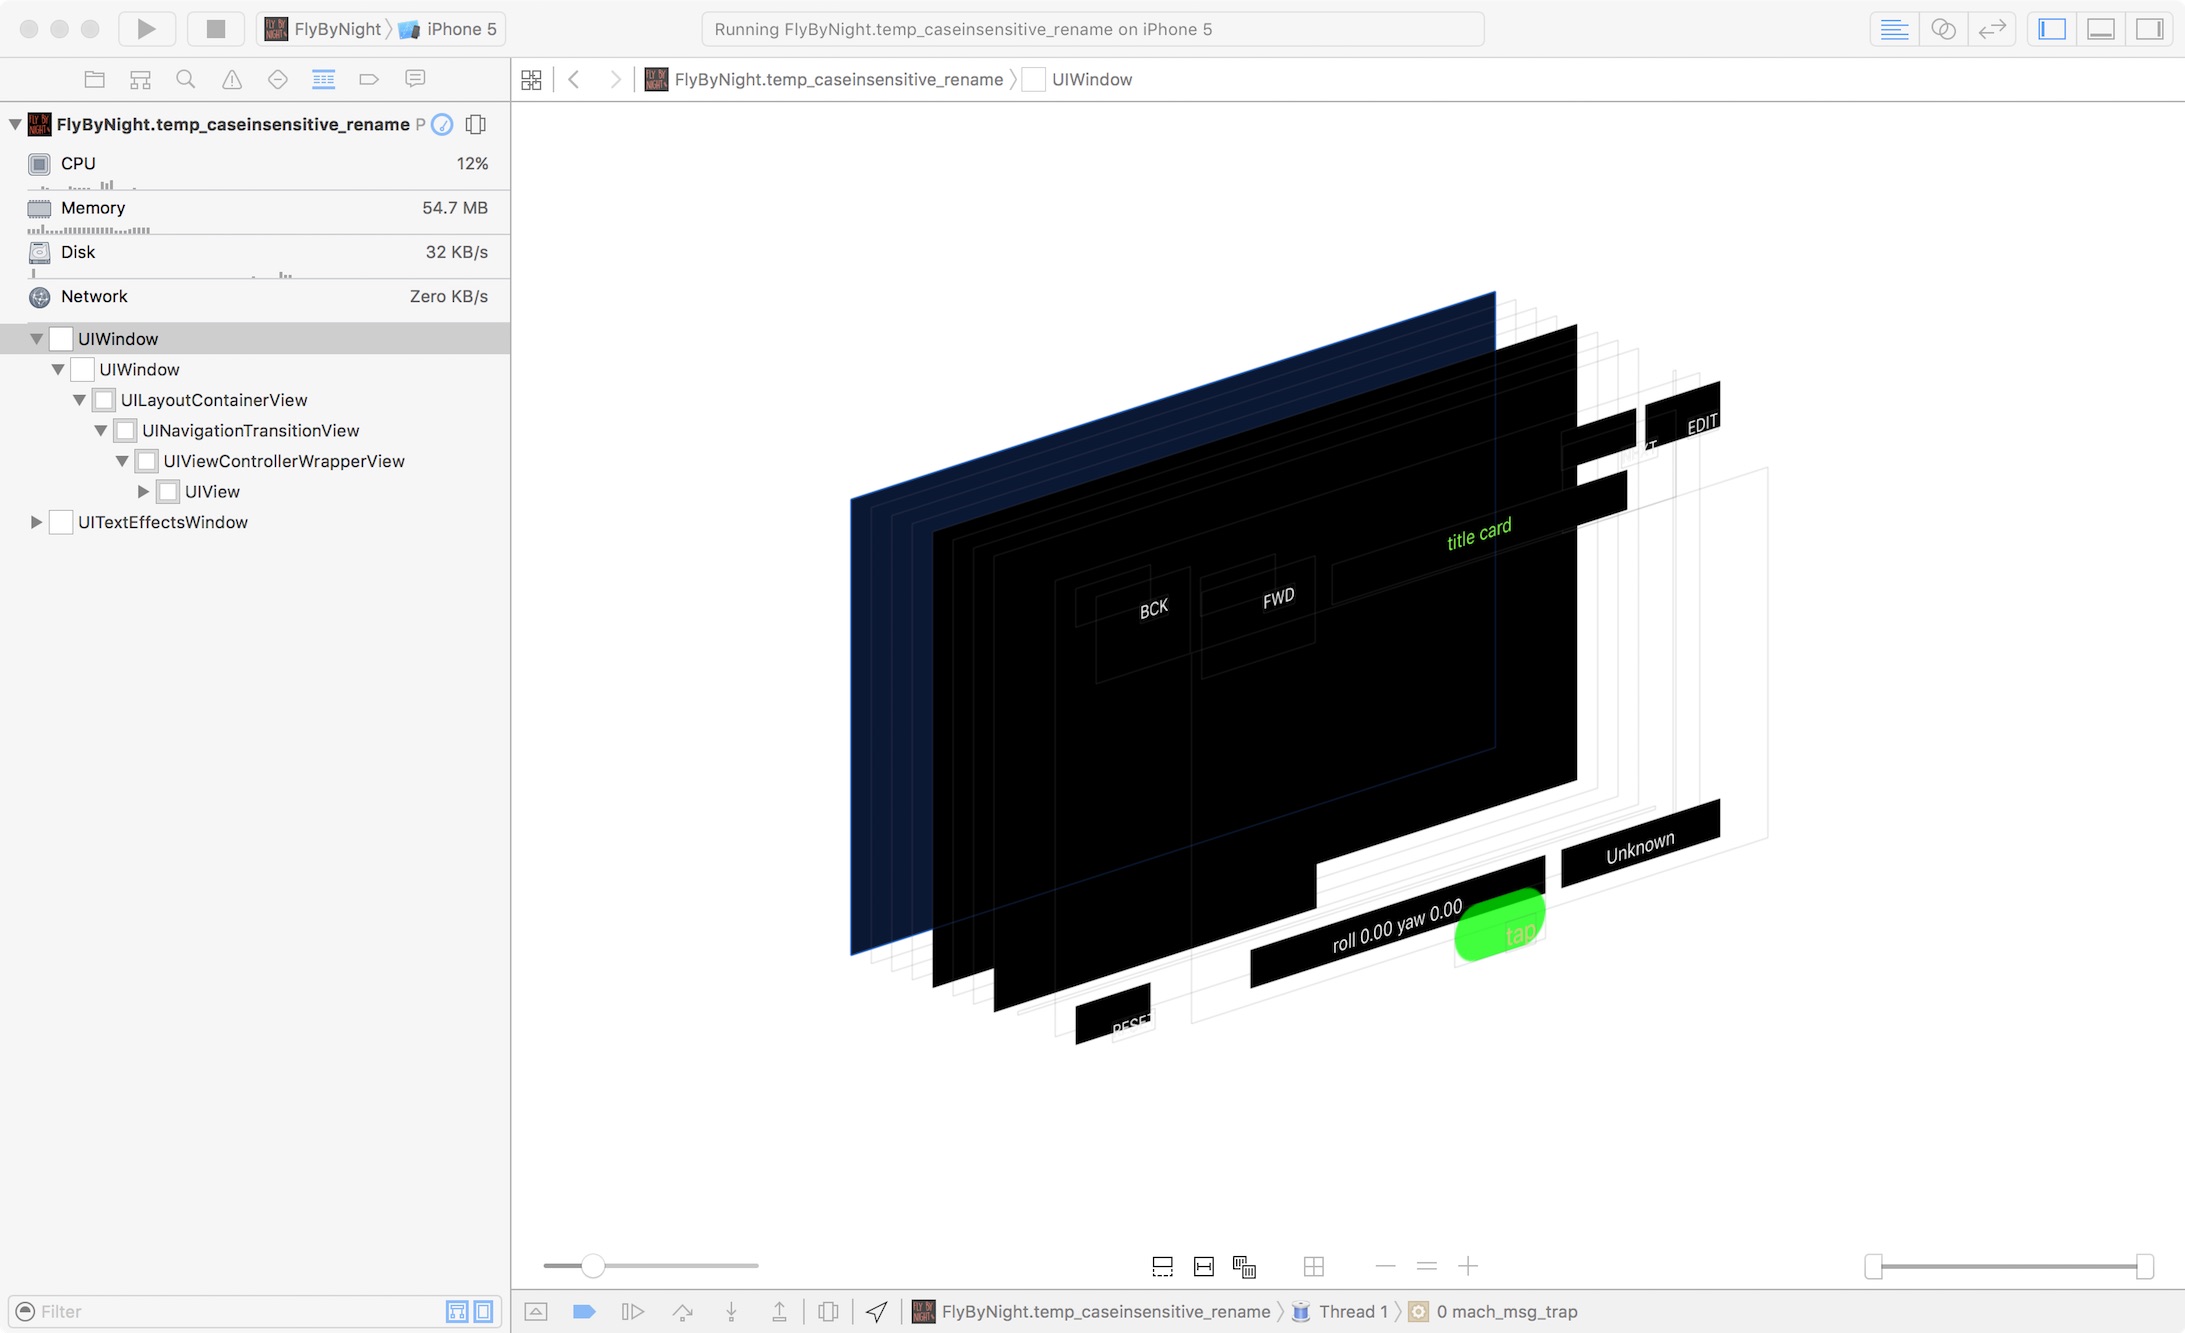 FlyByNight 〉 iPhone 5
Running FlyByNight.temp_caseinsensitive_rename on iPhone 5
FlyByNight.temp_caseinsensitive_rename 〉 UIWindow
FlyByNight.temp_caseinsensitive_rename P
CPU 12%
Memory 54.7 MB
Disk 32 KB/s
Network Zero KB/s
UIWindow
UIWindow
UILayoutContainerView
UINavigationTransitionView
UIViewControllerWrapperView
UIView
UITextEffectsWindow
EDIT
title card
BCK
FWD
Unknown
roll 0.00 yaw 0.00
tap
RESET
Filter
FlyByNight.temp_caseinsensitive_rename 〉 Thread 1 〉 0 mach_msg_trap